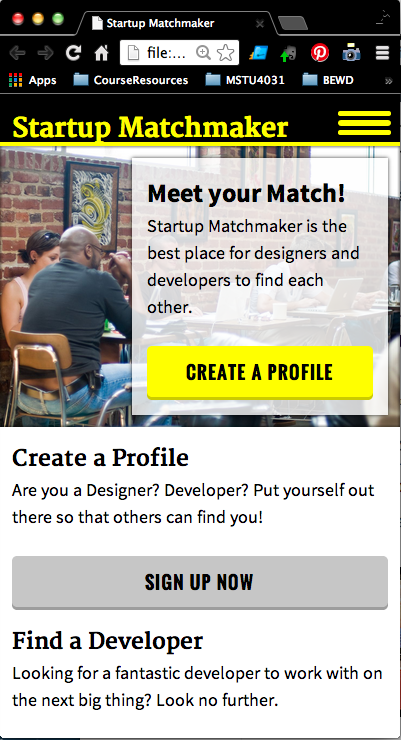 Startup Matchmaker
file:...
Apps CourseResources MSTU4031 BEWD »
Startup Matchmaker
Meet your Match!
Startup Matchmaker is the
best place for designers and
developers to find each
other.
CREATE A PROFILE
Create a Profile
Are you a Designer? Developer? Put yourself out
there so that others can find you!
SIGN UP NOW
Find a Developer
Looking for a fantastic developer to work with on
the next big thing? Look no further.